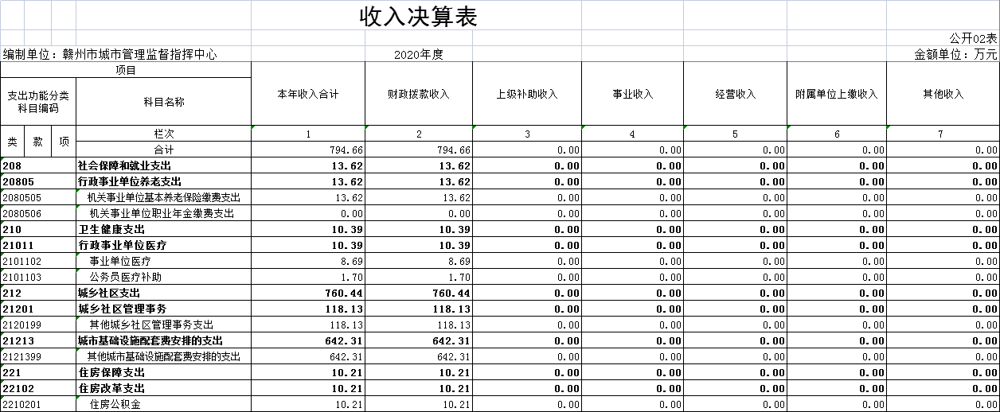 收入决算表
公开02表
编制单位：赣州市城市管理监督指挥中心 2020年度 金额单位：万元
项目 本年收入合计 财政拨款收入 上级补助收入 事业收入 经营收入 附属单位上缴收入 其他收入
支出功能分类科目编码 科目名称
类 款 项 栏次 1 2 3 4 5 6 7
合计 794.66 794.66 0.00 0.00 0.00 0.00 0.00
208 社会保障和就业支出 13.62 13.62 0.00 0.00 0.00 0.00 0.00
20805 行政事业单位养老支出 13.62 13.62 0.00 0.00 0.00 0.00 0.00
2080505 机关事业单位基本养老保险缴费支出 13.62 13.62 0.00 0.00 0.00 0.00 0.00
2080506 机关事业单位职业年金缴费支出 0.00 0.00 0.00 0.00 0.00 0.00 0.00
210 卫生健康支出 10.39 10.39 0.00 0.00 0.00 0.00 0.00
21011 行政事业单位医疗 10.39 10.39 0.00 0.00 0.00 0.00 0.00
2101102 事业单位医疗 8.69 8.69 0.00 0.00 0.00 0.00 0.00
2101103 公务员医疗补助 1.70 1.70 0.00 0.00 0.00 0.00 0.00
212 城乡社区支出 760.44 760.44 0.00 0.00 0.00 0.00 0.00
21201 城乡社区管理事务 118.13 118.13 0.00 0.00 0.00 0.00 0.00
2120199 其他城乡社区管理事务支出 118.13 118.13 0.00 0.00 0.00 0.00 0.00
21213 城市基础设施配套费安排的支出 642.31 642.31 0.00 0.00 0.00 0.00 0.00
2121399 其他城市基础设施配套费安排的支出 642.31 642.31 0.00 0.00 0.00 0.00 0.00
221 住房保障支出 10.21 10.21 0.00 0.00 0.00 0.00 0.00
22102 住房改革支出 10.21 10.21 0.00 0.00 0.00 0.00 0.00
2210201 住房公积金 10.21 10.21 0.00 0.00 0.00 0.00 0.00